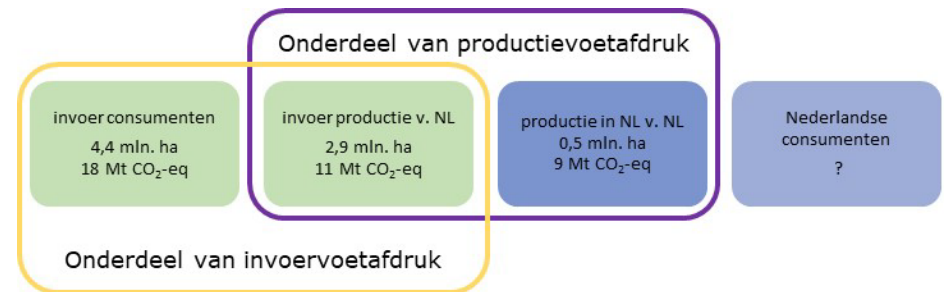 Onderdeel van productievoetafdruk
invoer consumenten
4,4 mln. ha
18 Mt CO₂-eq
invoer productie v. NL
2,9 mln. ha
11 Mt CO₂-eq
productie in NL v. NL
0,5 mln. ha
9 Mt CO₂-eq
Nederlandse
consumenten
?
Onderdeel van invoervoetafdruk